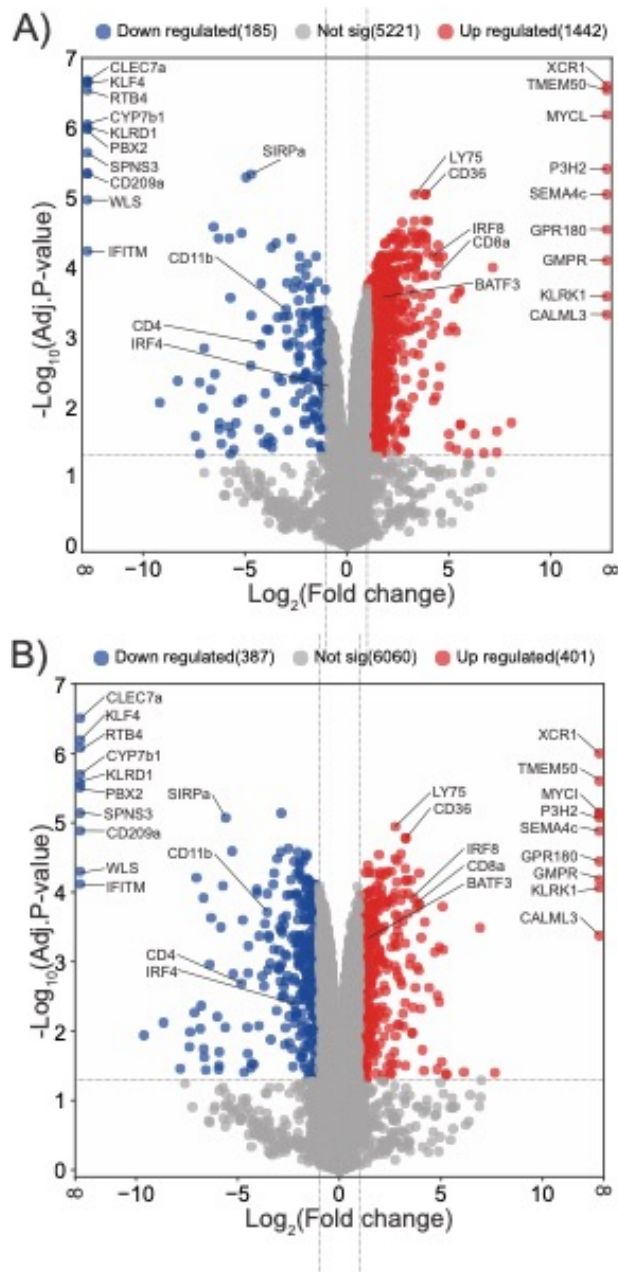 A)
Down regulated(185) Not sig(5221) Up regulated(1442)
7
6
5
4
3
2
1
0
-Log10(Adj.P-value)
CLEC7a
KLF4
RTB4
CYP7b1
KLRD1
PBX2
SPNS3
CD209a
WLS
IFITM
SIRPa
CD11b
CD4
IRF4
LY75
CD36
IRF8
CD8a
BATF3
XCR1
TMEM50
MYCL
P3H2
SEMA4c
GPR180
GMPR
KLRK1
CALML3
∞ −10 −5 0 5 10 ∞
Log2(Fold change)
B)
Down regulated(387) Not sig(6060) Up regulated(401)
7
6
5
4
3
2
1
0
-Log10(Adj.P-value)
CLEC7a
KLF4
RTB4
CYP7b1
KLRD1
PBX2
SPNS3
CD209a
WLS
IFITM
SIRPa
CD11b
CD4
IRF4
LY75
CD36
IRF8
CD8a
BATF3
XCR1
TMEM50
MYCI
P3H2
SEMA4c
GPR180
GMPR
KLRK1
CALML3
∞ −10 −5 0 5 10 ∞
Log2(Fold change)